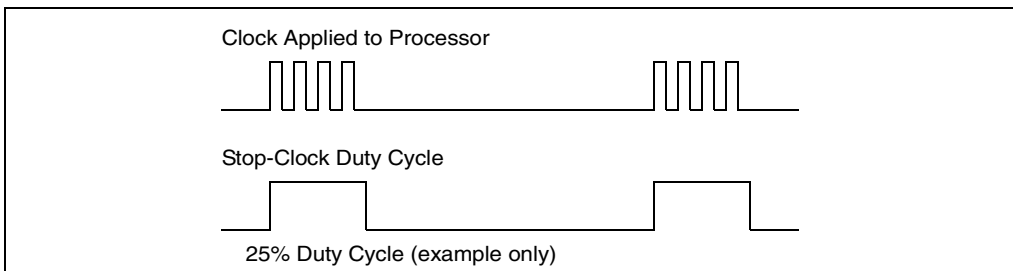 Clock Applied to Processor
Stop-Clock Duty Cycle
25% Duty Cycle (example only)